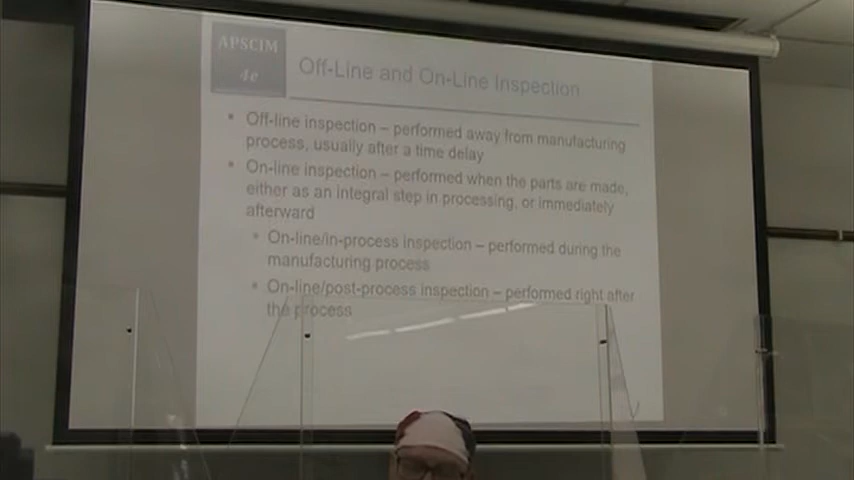 APSCIM
4e
Off-Line and On-Line Inspection
• Off-line inspection – performed away from manufacturing
process, usually after a time delay
• On-line inspection – performed when the parts are made,
either as an integral step in processing, or immediately
afterward
• On-line/in-process inspection – performed during the
manufacturing process
• On-line/post-process inspection – performed right after
the process